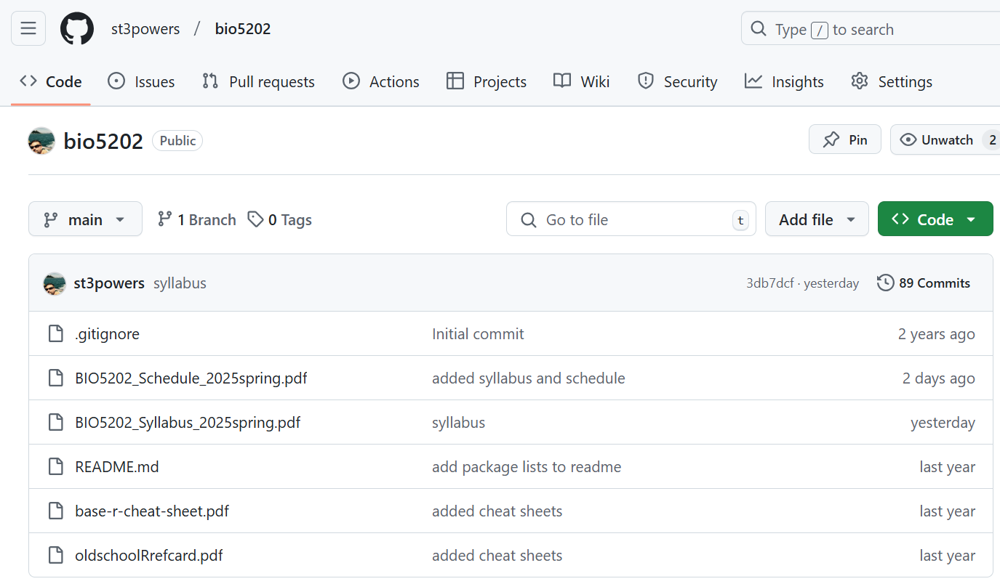 st3powers / bio5202 Type / to search
Code Issues Pull requests Actions Projects Wiki Security Insights Settings
bio5202 Public Pin Unwatch 2
main 1 Branch 0 Tags Go to file t Add file Code
st3powers syllabus 3db7dcf · yesterday 89 Commits
.gitignore Initial commit 2 years ago
BIO5202_Schedule_2025spring.pdf added syllabus and schedule 2 days ago
BIO5202_Syllabus_2025spring.pdf syllabus yesterday
README.md add package lists to readme last year
base-r-cheat-sheet.pdf added cheat sheets last year
oldschoolRrefcard.pdf added cheat sheets last year